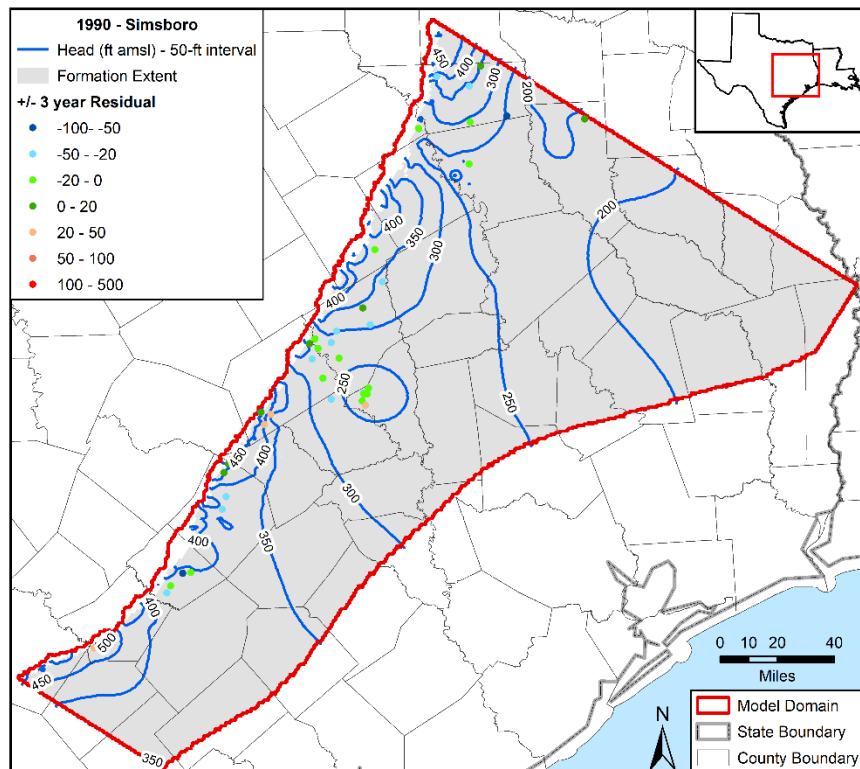 1990 - Simsboro
Head (ft amsl) - 50-ft interval
Formation Extent
+/- 3 year Residual
-100- -50
-50 - -20
-20 - 0
0 - 20
20 - 50
50 - 100
100 - 500
450
400
300
200
200
400
350
300
400
250
250
450
400
300
400
350
400
500
450
350
0 10 20 40
Miles
N
Model Domain
State Boundary
County Boundary